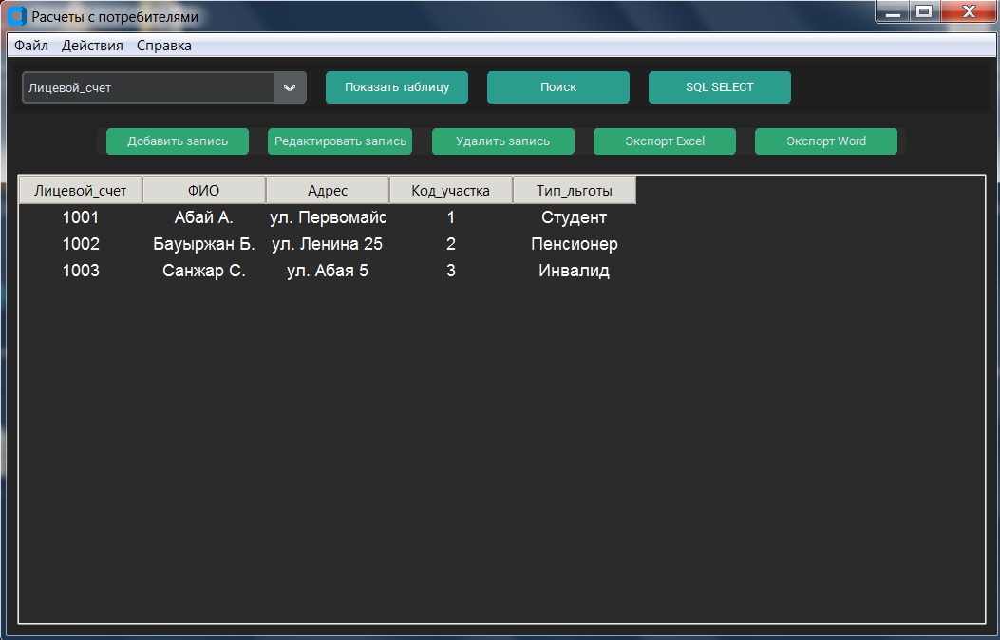 Расчеты с потребителями
Файл Действия Справка
Лицевой_счет Показать таблицу Поиск SQL SELECT
Добавить запись Редактировать запись Удалить запись Экспорт Excel Экспорт Word
Лицевой_счет ФИО Адрес Код_участка Тип_льготы
1001 Абай А. ул. Первомайс 1 Студент
1002 Бауыржан Б. ул. Ленина 25 2 Пенсионер
1003 Санжар С. ул. Абая 5 3 Инвалид